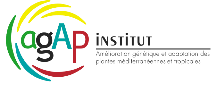 agAp institut
Amélioration génétique et adaptation des
plantes méditerranéennes et tropicales